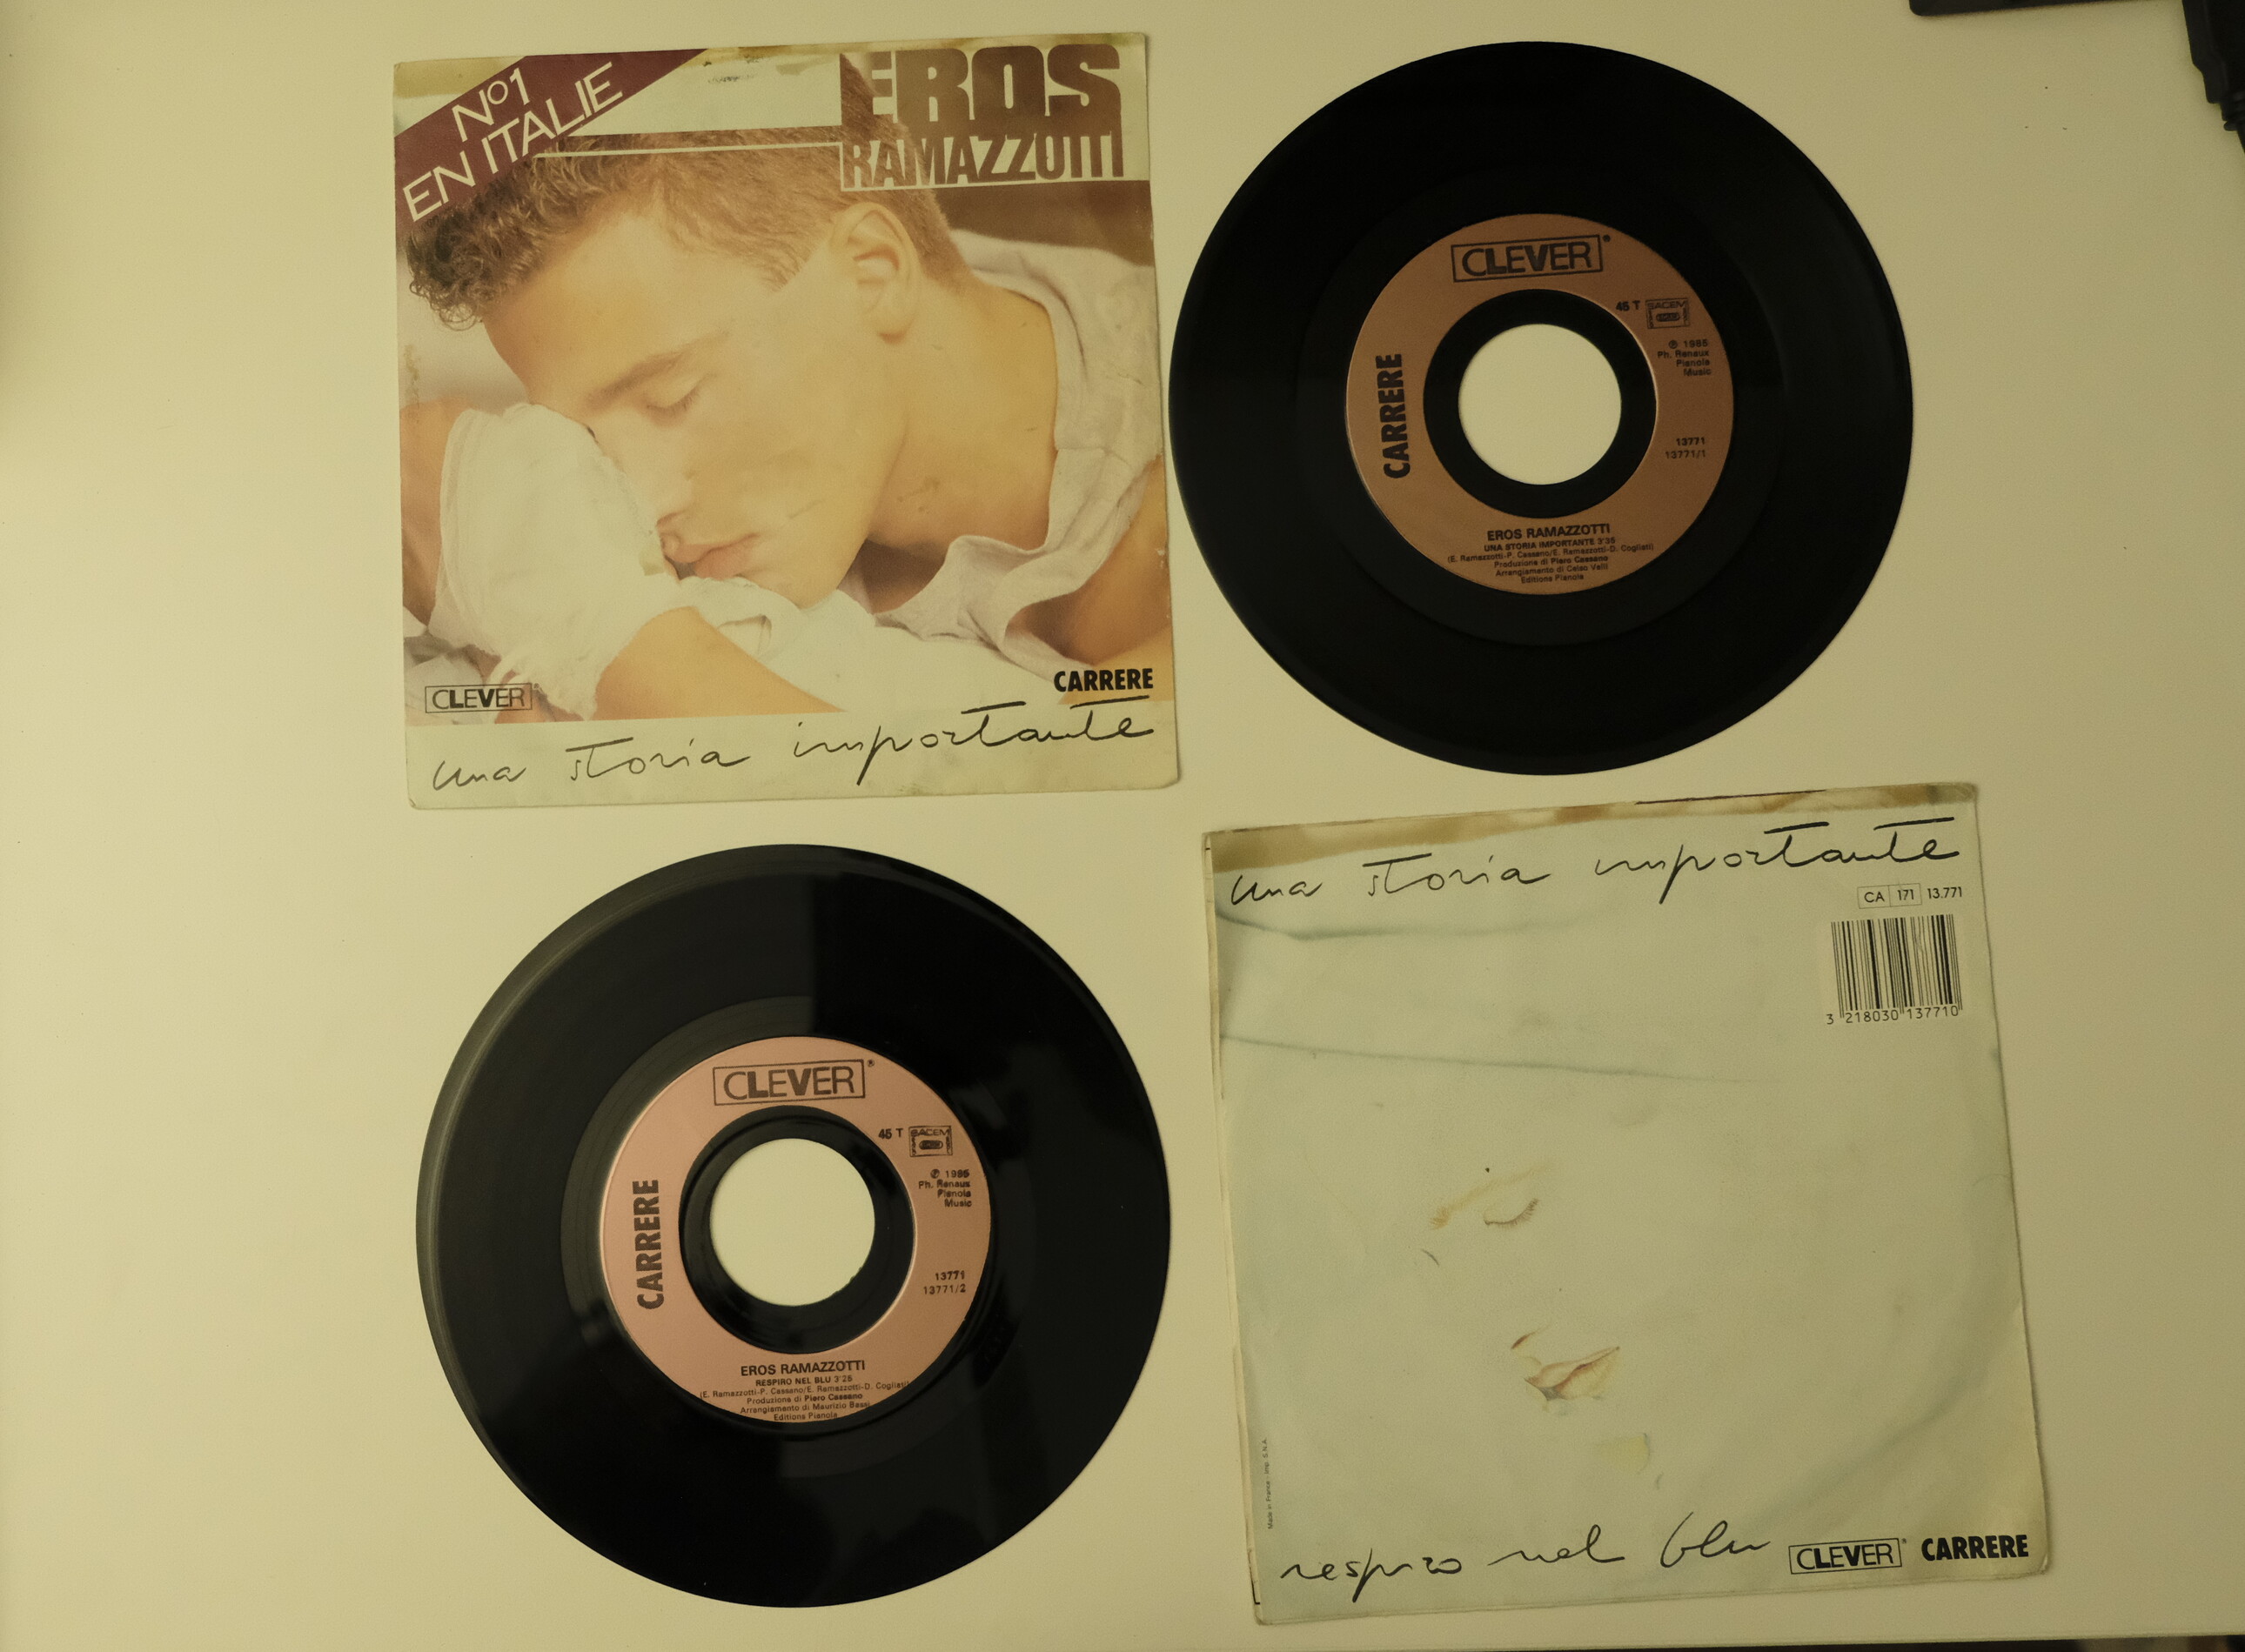 N°1
EN ITALIE
EROS
RAMAZZOTTI
CLEVER
CARRERE
una storia importante
CLEVER®
45 T SACEM
℗ 1985
Ph. Renaux
Pianola
Music
CARRERE
13771
13771/1
EROS RAMAZZOTTI
UNA STORIA IMPORTANTE 3'35
(E. Ramazzotti-P. Cassano/E. Ramazzotti-D. Cogliati)
Produzione di Piero Cassano
Arrangiamento di Celso Valli
Editions Pianola
CLEVER®
45 T SACEM
℗ 1985
Ph. Renaux
Pianola
Music
CARRERE
13771
13771/2
EROS RAMAZZOTTI
RESPIRO NEL BLU 3'25
(E. Ramazzotti-P. Cassano/E. Ramazzotti-D. Cogliati)
Produzione di Piero Cassano
Arrangiamento di Maurizio Bassi
Editions Pianola
una storia importante
CA 171 13.771
3 218030 137710
Made in France - Imp. S.N.A.
respiro nel blu
CLEVER® CARRERE